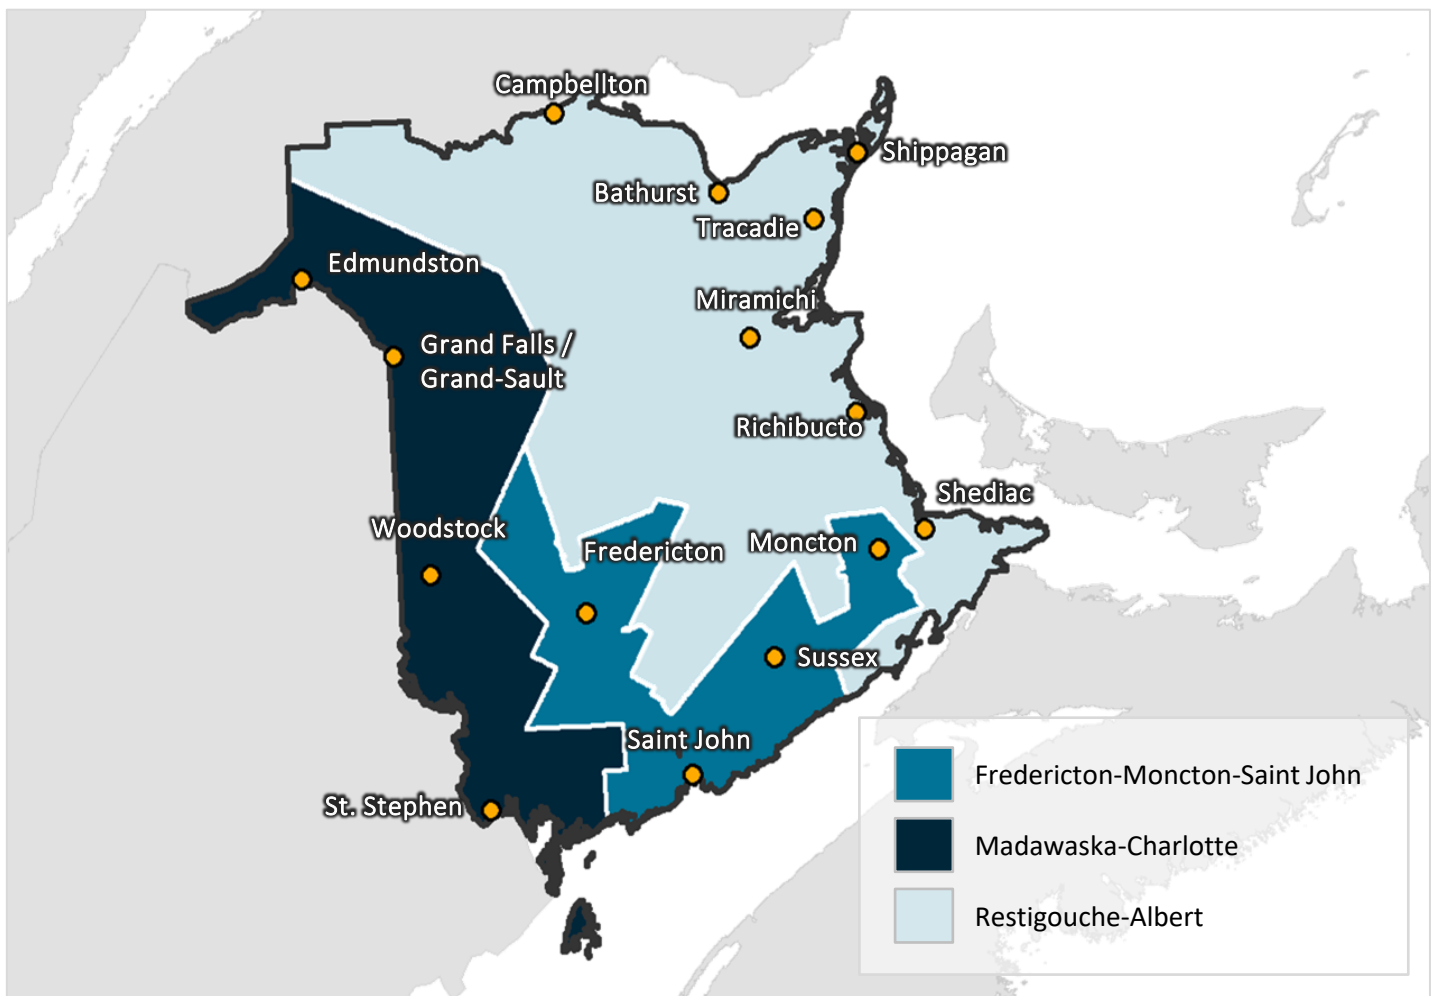 Campbellton
Shippagan
Bathurst
Tracadie
Edmundston
Miramichi
Grand Falls /
Grand-Sault
Richibucto
Shediac
Woodstock
Fredericton
Moncton
Sussex
Saint John
St. Stephen
Fredericton-Moncton-Saint John
Madawaska-Charlotte
Restigouche-Albert